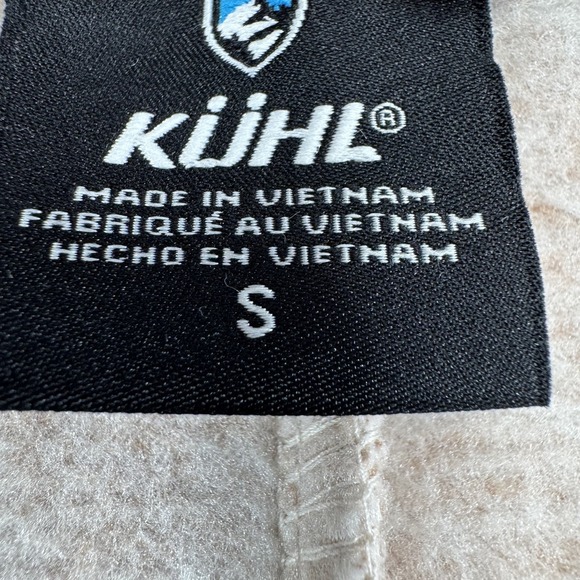 KÜHL®
MADE IN VIETNAM
FABRIQUÉ AU VIETNAM
HECHO EN VIETNAM
S